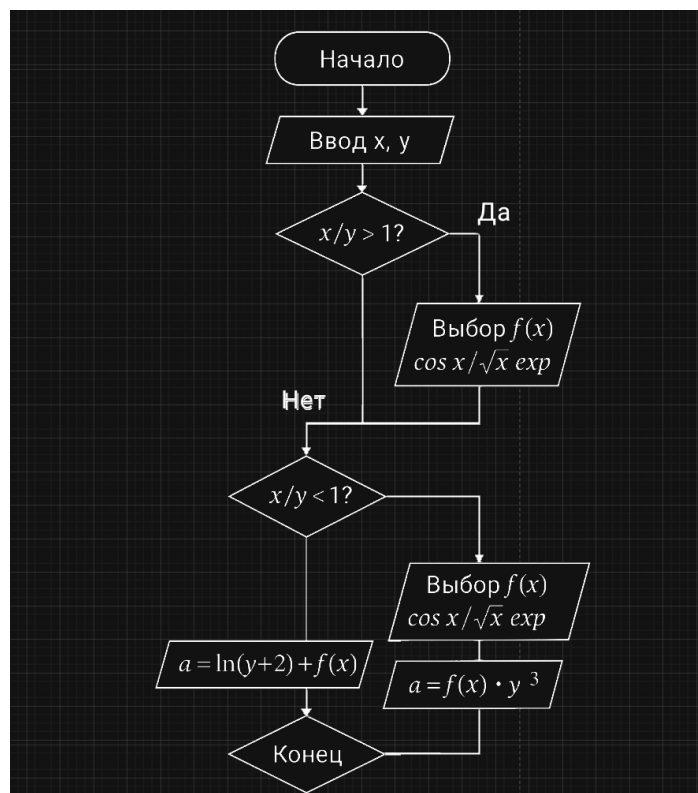 Начало
Ввод x, y
x/y > 1?
Да
Выбор f(x)
cos x/√x exp
Нет
x/y < 1?
Выбор f(x)
cos x/√x exp
a = ln(y+2) + f(x)
a = f(x) · y ³
Конец